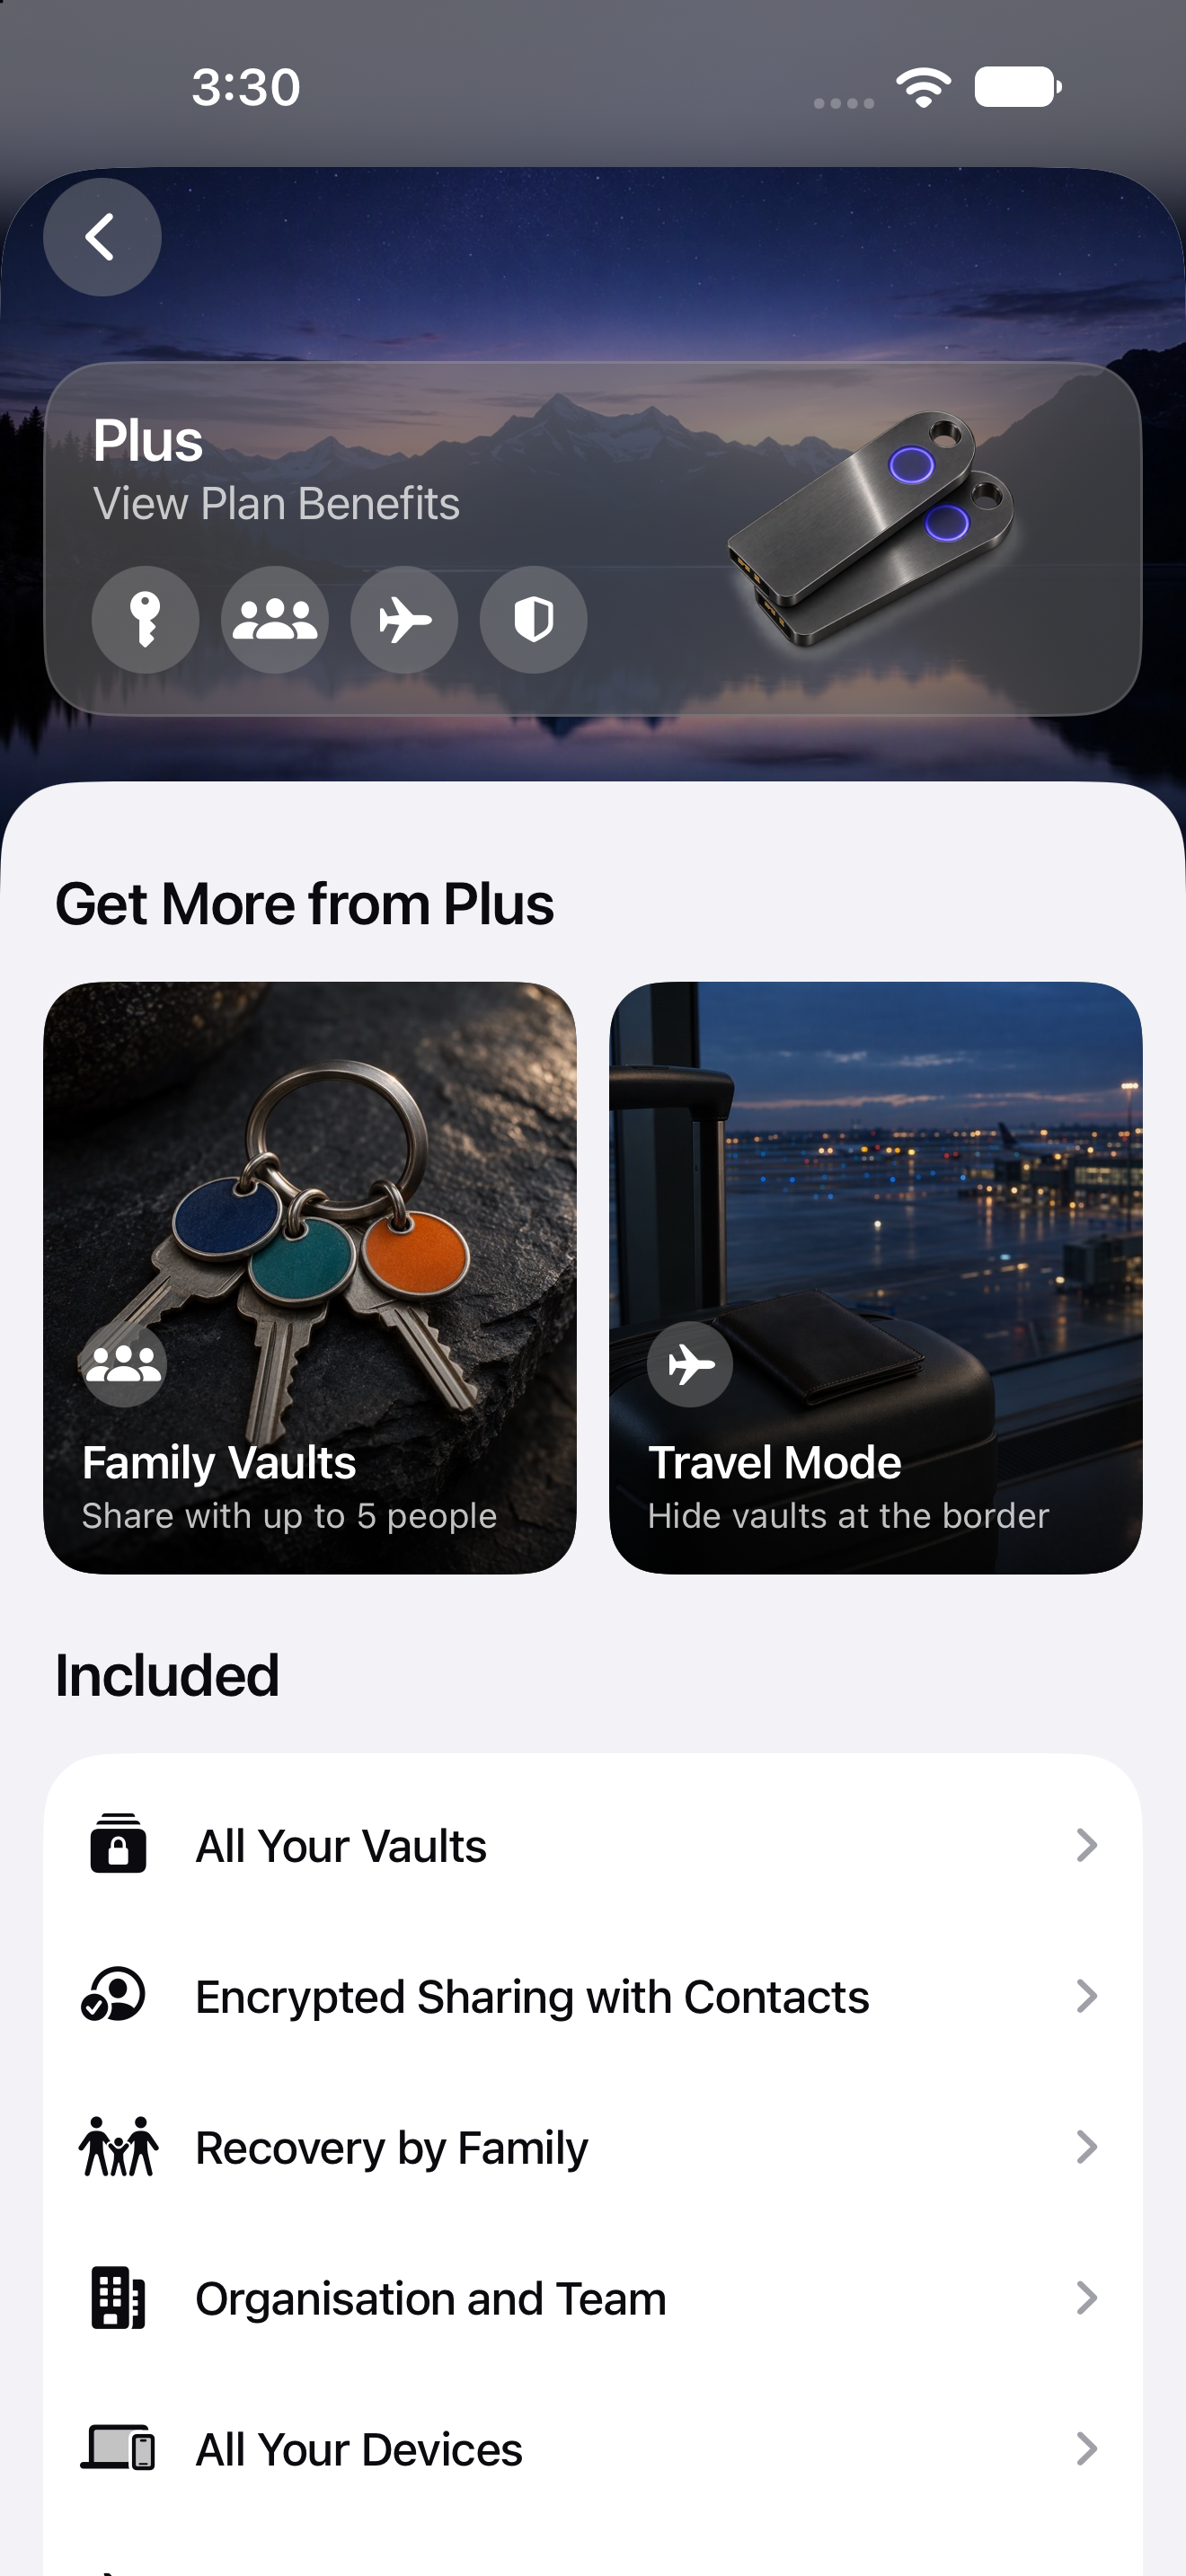 3:30
Plus
View Plan Benefits
Get More from Plus
Family Vaults
Share with up to 5 people
Travel Mode
Hide vaults at the border
Included
All Your Vaults
Encrypted Sharing with Contacts
Recovery by Family
Organisation and Team
All Your Devices